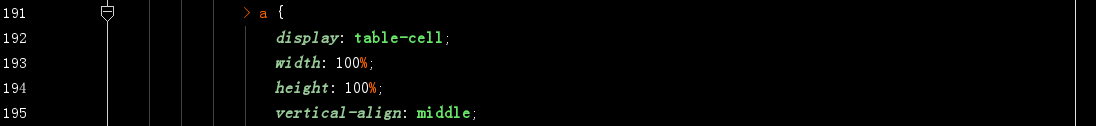 191 > a {
192 display: table-cell;
193 width: 100%;
194 height: 100%;
195 vertical-align: middle;